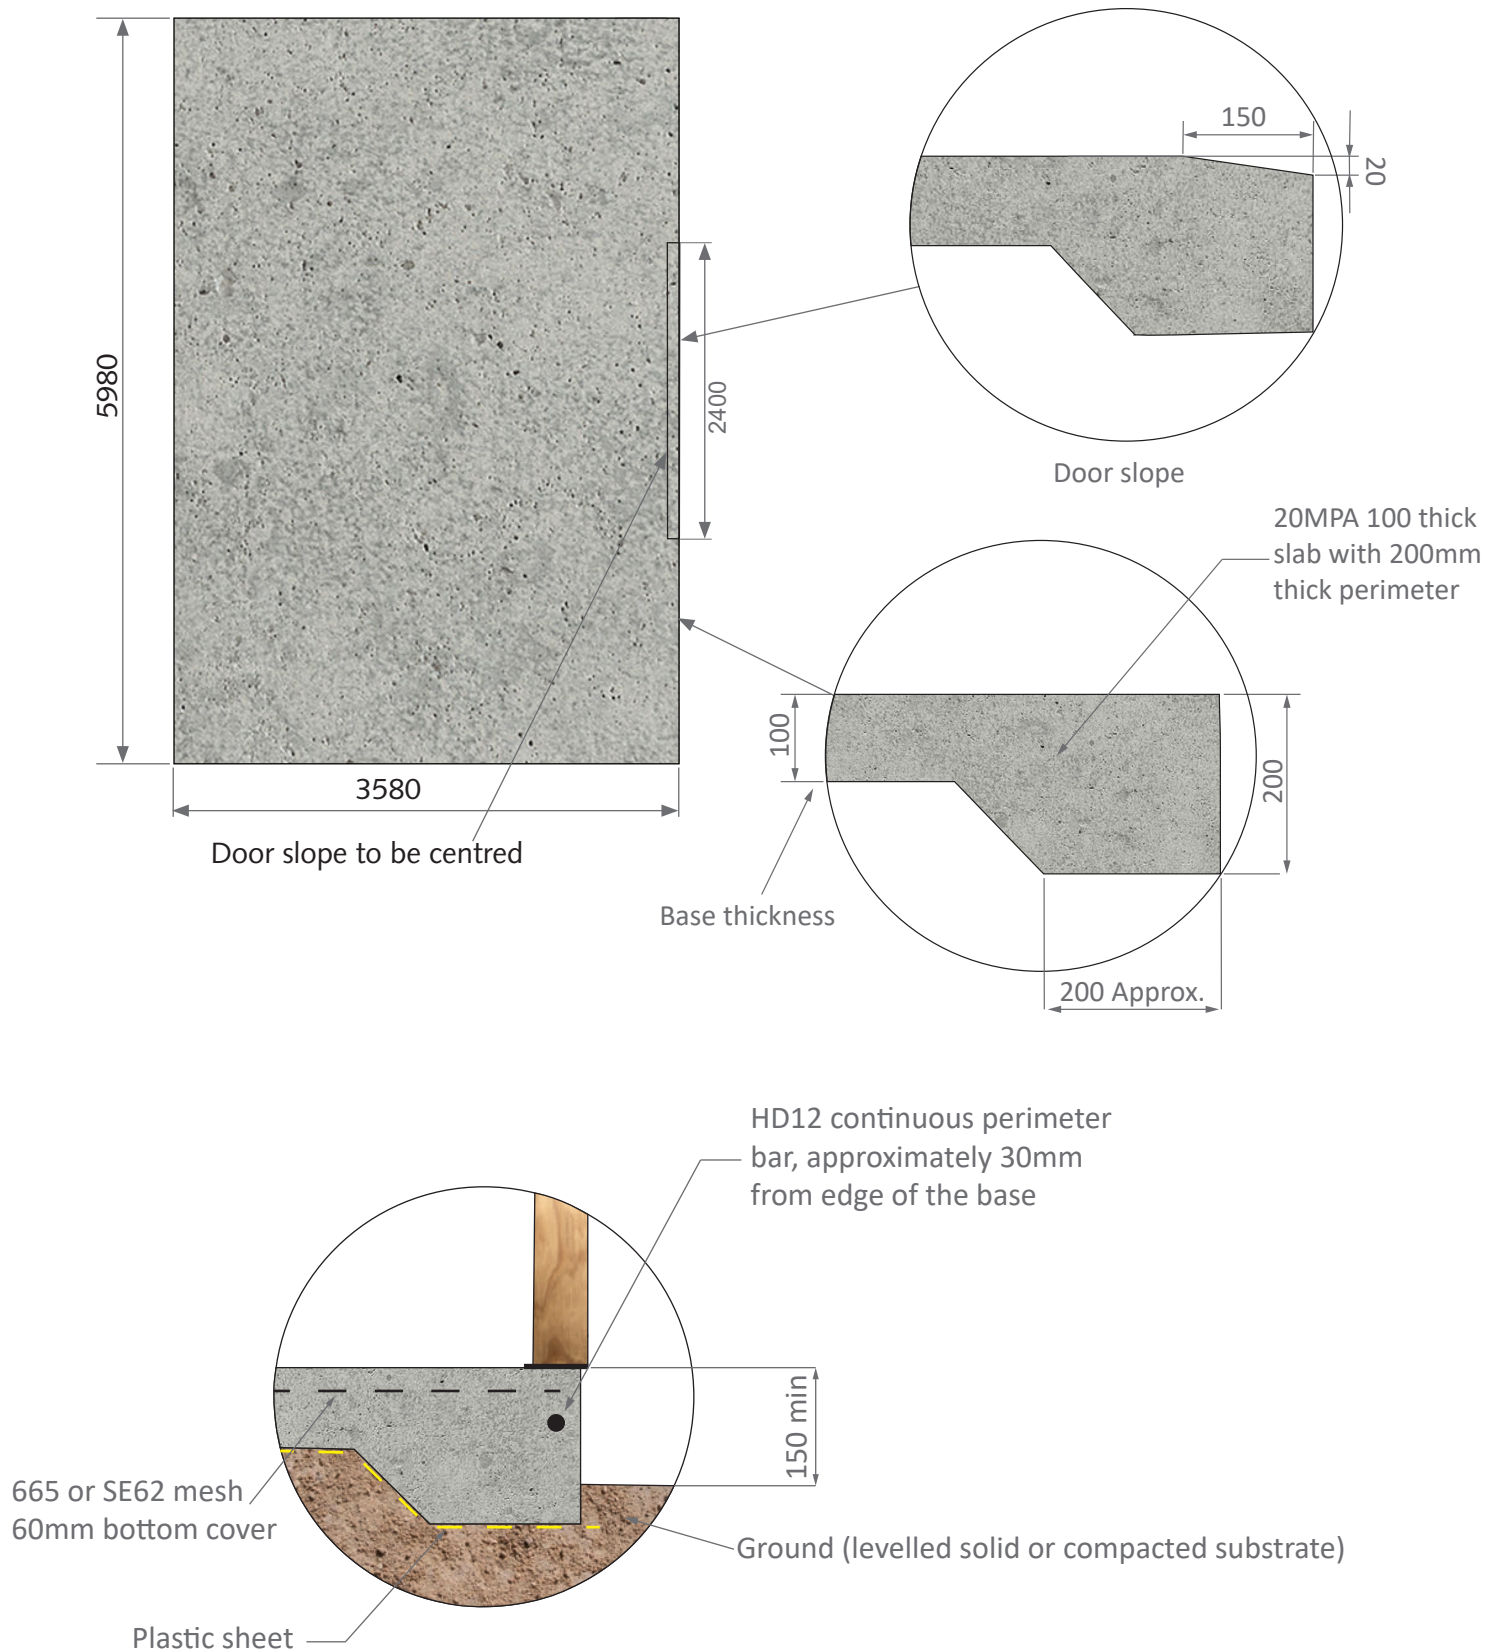 150
20
5980
2400
Door slope
20MPA 100 thick
slab with 200mm
thick perimeter
100
200
3580
Door slope to be centred
Base thickness
200 Approx.
HD12 continuous perimeter
bar, approximately 30mm
from edge of the base
150 min
665 or SE62 mesh
60mm bottom cover
Ground (levelled solid or compacted substrate)
Plastic sheet